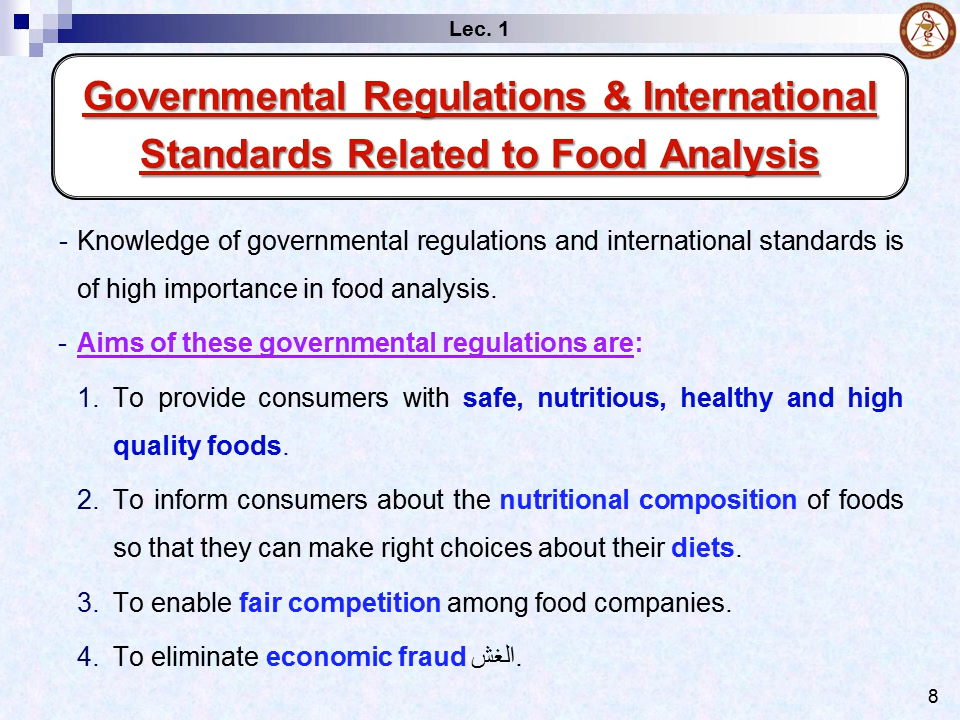 Lec. 1
Governmental Regulations & International
Standards Related to Food Analysis
- Knowledge of governmental regulations and international standards is
of high importance in food analysis.
- Aims of these governmental regulations are:
1. To provide consumers with safe, nutritious, healthy and high
quality foods.
2. To inform consumers about the nutritional composition of foods
so that they can make right choices about their diets.
3. To enable fair competition among food companies.
4. To eliminate economic fraud الغش.
8